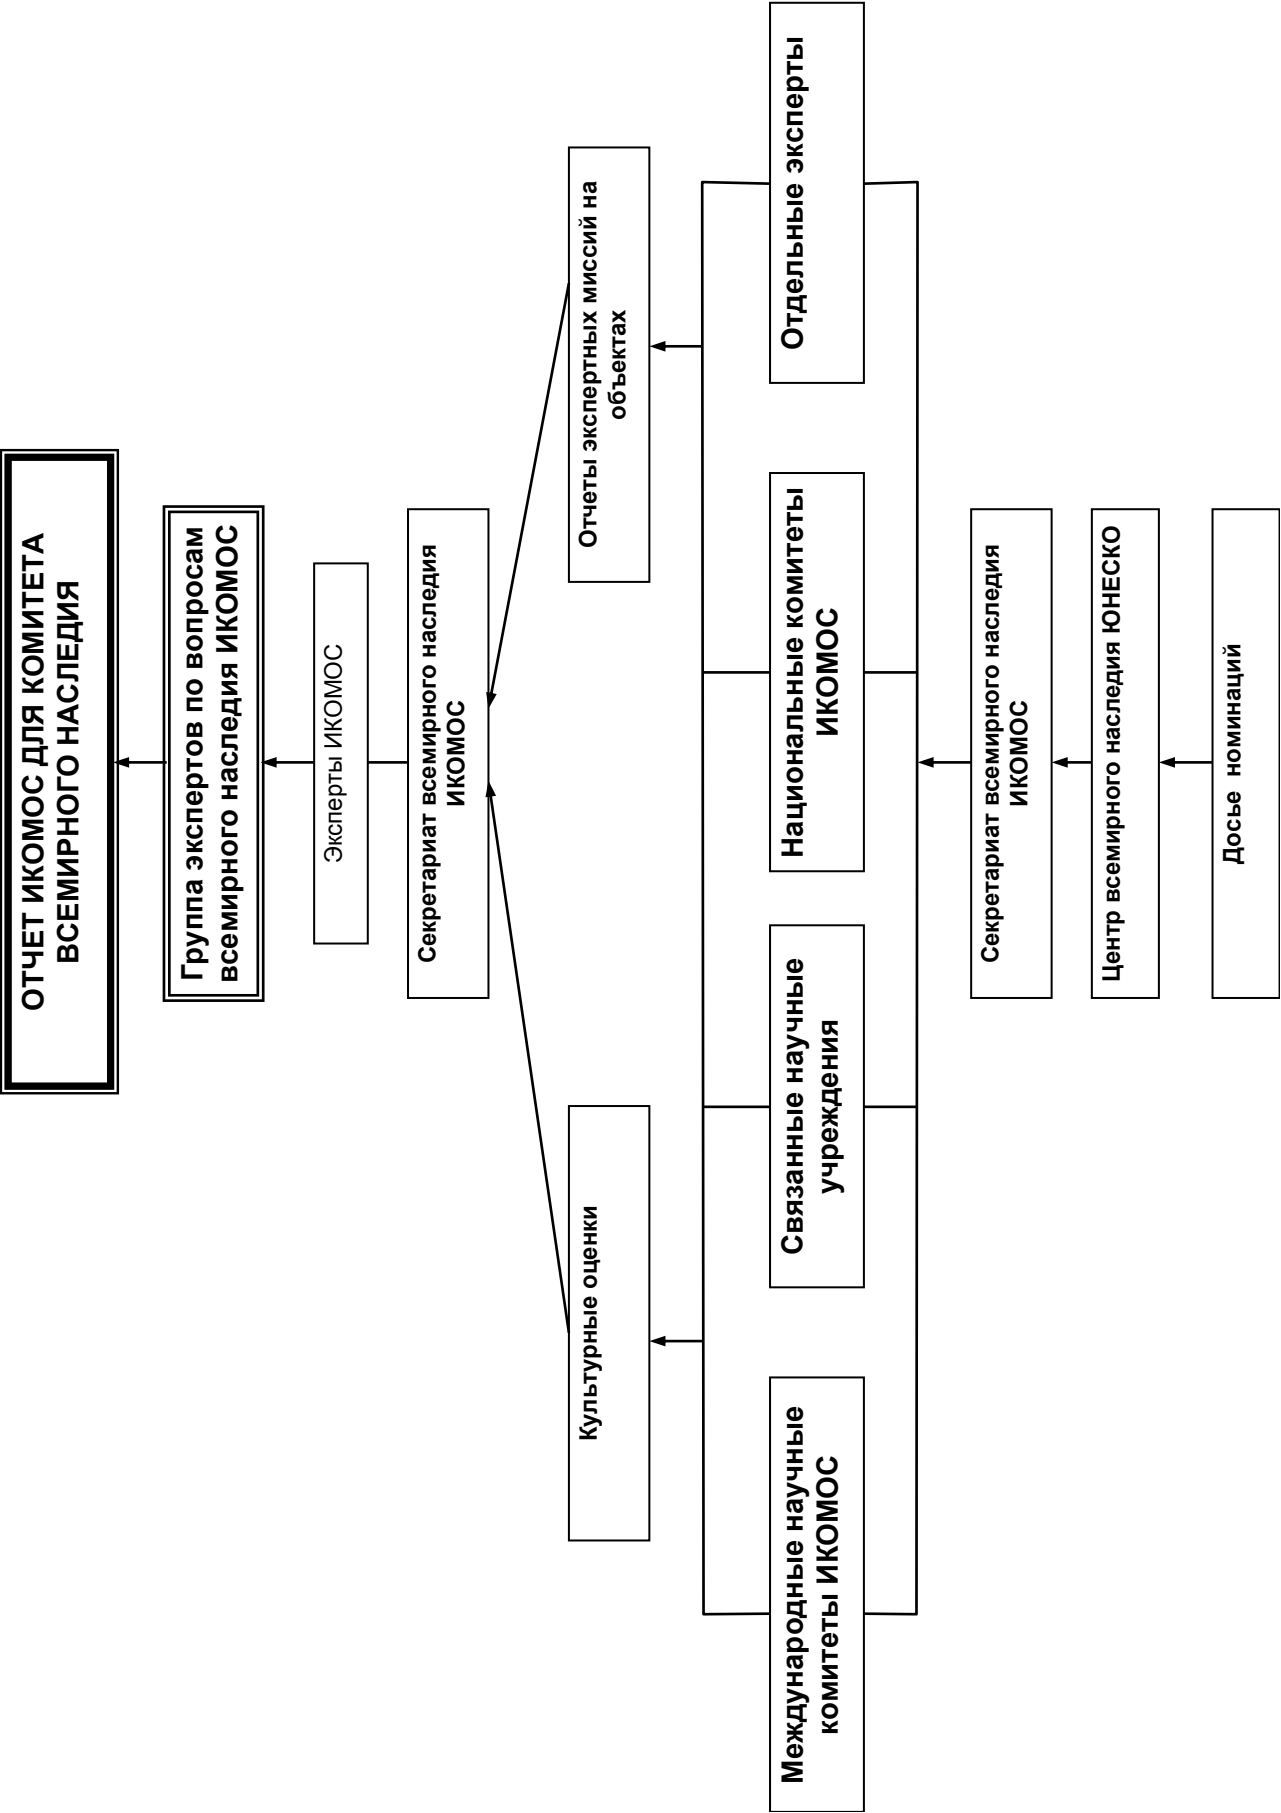 ОТЧЕТ ИКОМОС ДЛЯ КОМИТЕТА
ВСЕМИРНОГО НАСЛЕДИЯ
Группа экспертов по вопросам
всемирного наследия ИКОМОС
Эксперты ИКОМОС
Секретариат всемирного наследия
ИКОМОС
Культурные оценки
Отчеты экспертных миссий на
объектах
Международные научные
комитеты ИКОМОС
Связанные научные
учреждения
Национальные комитеты
ИКОМОС
Отдельные эксперты
Секретариат всемирного наследия
ИКОМОС
Центр всемирного наследия ЮНЕСКО
Досье номинаций